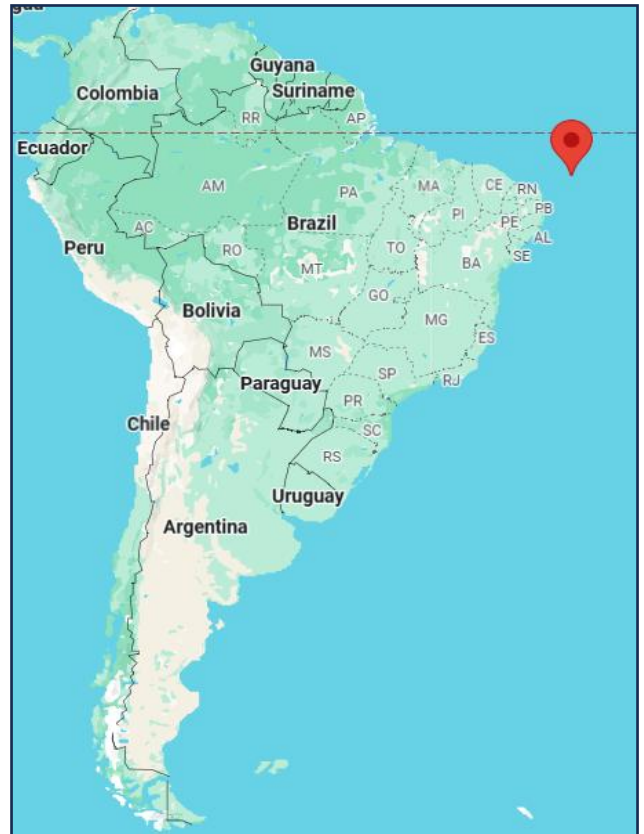 Guyana
Colombia
Suriname
RR
AP
Ecuador
AM
PA
MA
CE
RN
PB
PI
PE
AL
AC
Brazil
TO
SE
Peru
RO
MT
BA
Bolivia
GO
MG
ES
MS
Paraguay
SP
RJ
PR
Chile
SC
RS
Uruguay
Argentina